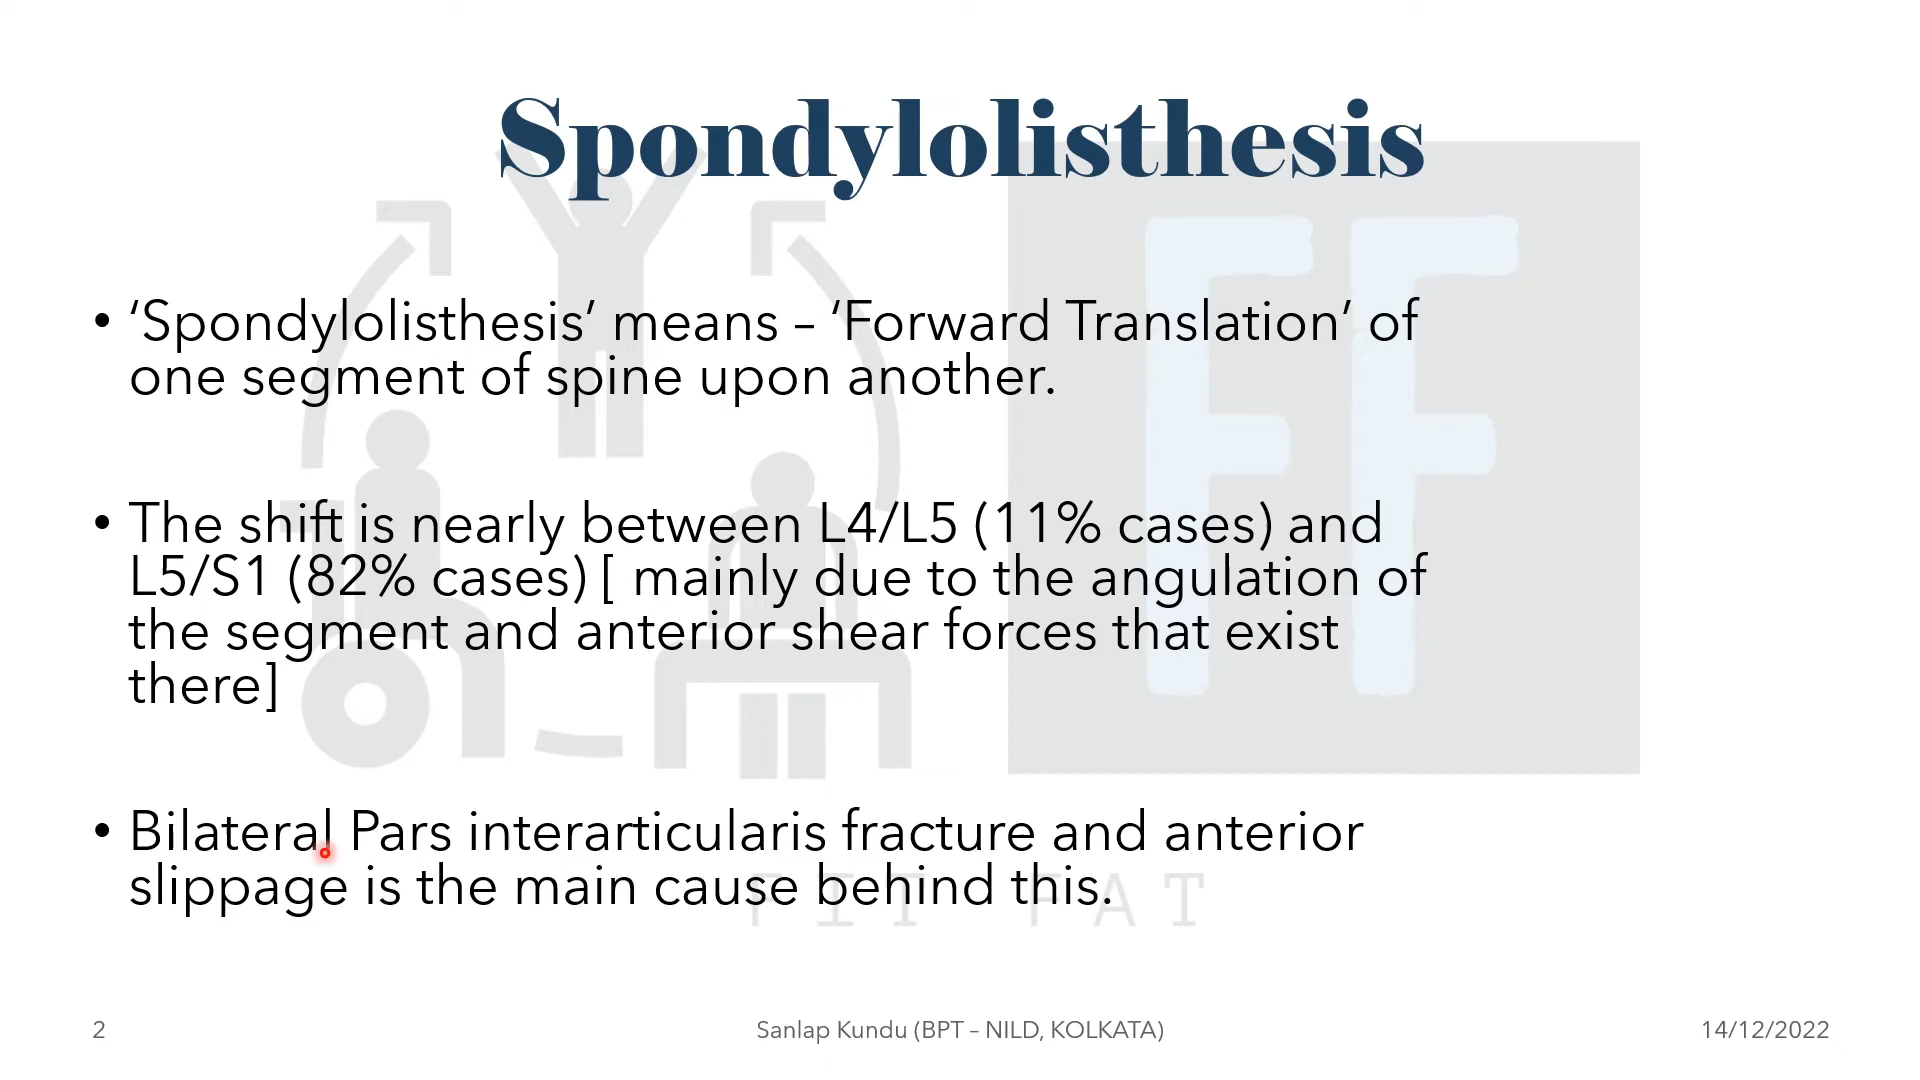 Spondylolisthesis
• ‘Spondylolisthesis’ means – ‘Forward Translation’ of
one segment of spine upon another.
• The shift is nearly between L4/L5 (11% cases) and
L5/S1 (82% cases) [ mainly due to the angulation of
the segment and anterior shear forces that exist
there]
• Bilateral Pars interarticularis fracture and anterior
slippage is the main cause behind this.
FF
FIT FAT
2
Sanlap Kundu (BPT – NILD, KOLKATA)
14/12/2022